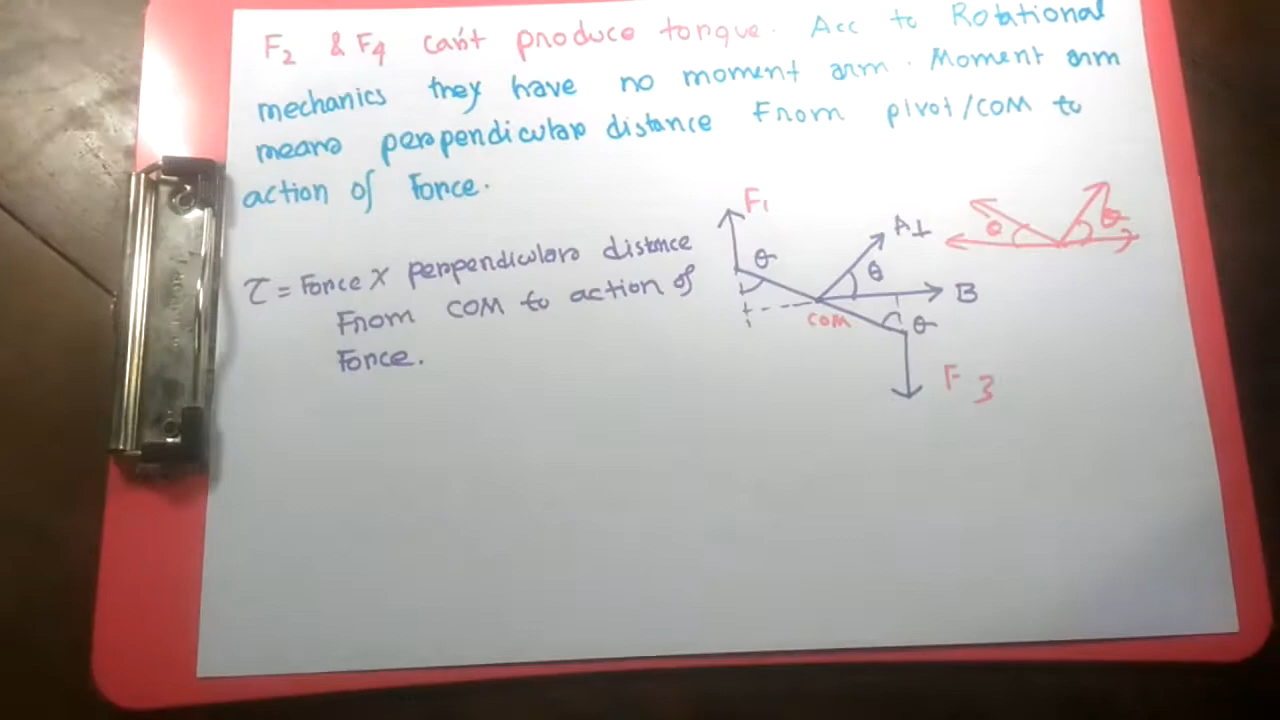 F₂ & F₄ can't produce torque. Acc to Rotational
mechanics they have no moment arm. Moment arm
means perpendicular distance From pivot/COM to
action of Force.
τ = Force × perpendicular distance
From COM to action of
Force.
F₁
θ
A⊥
θ
B
COM
θ
F3
θ
θ